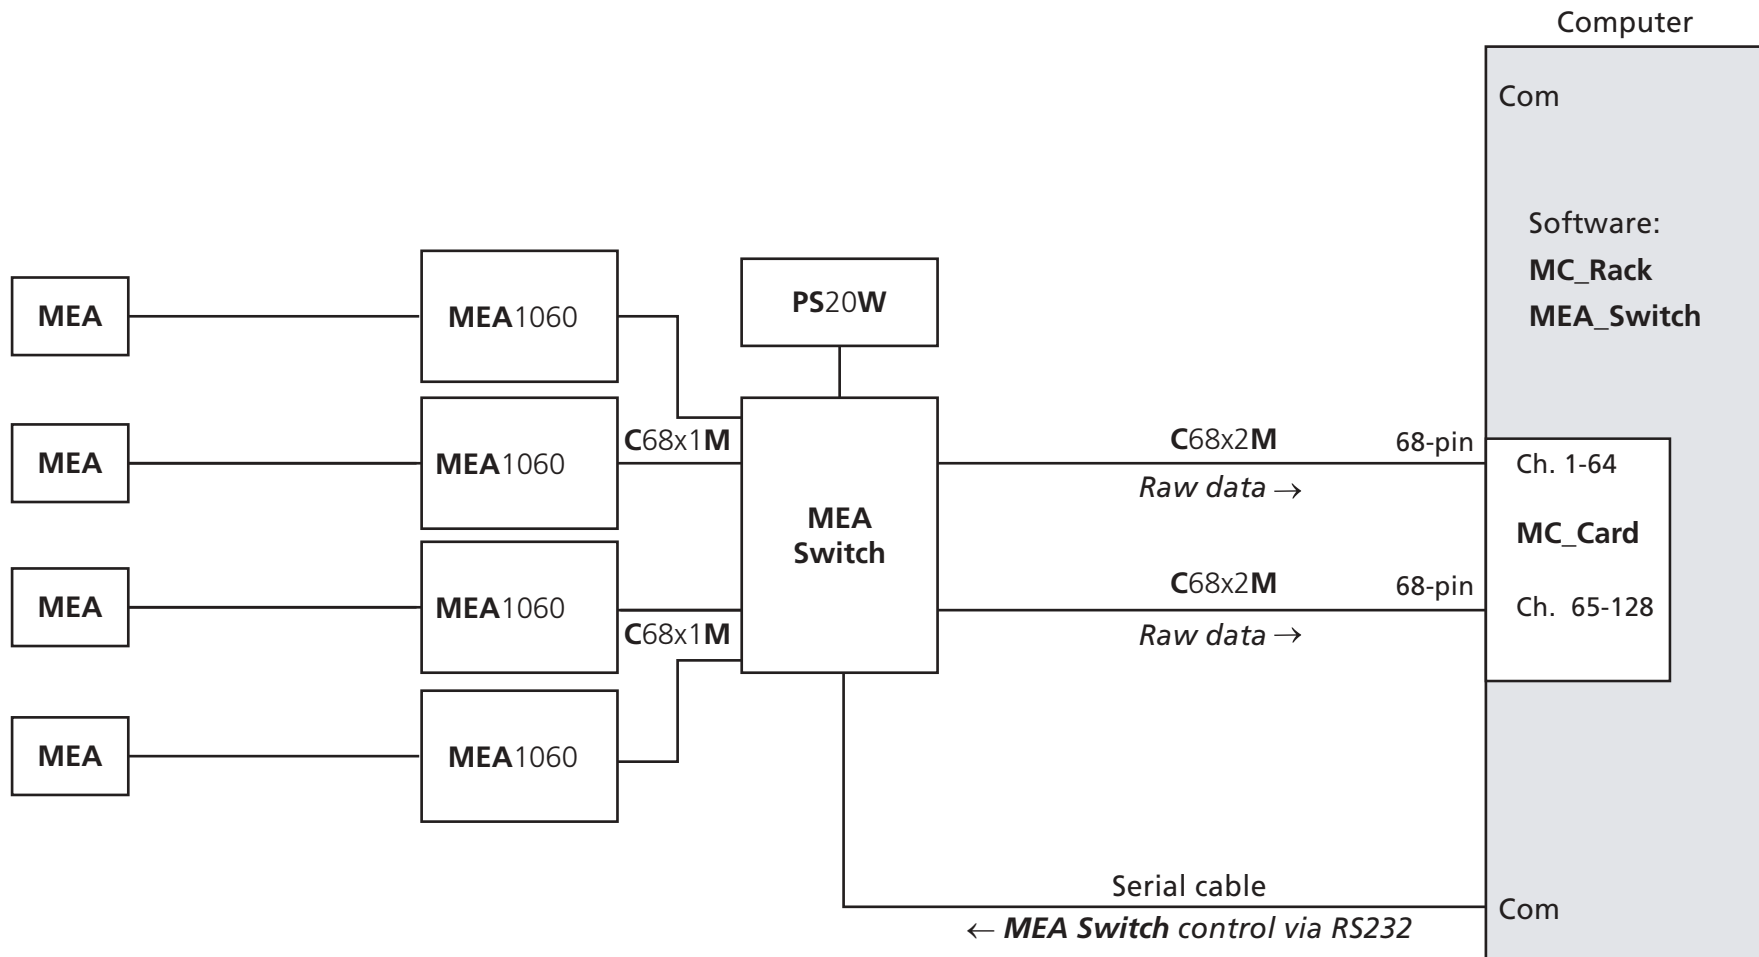 Computer
Com
Software:
MC_Rack
MEA_Switch
MEA
MEA1060
PS20W
MEA
MEA1060
C68x1M
MEA
Switch
C68x2M
68-pin
Raw data →
Ch. 1-64
MC_Card
MEA
MEA1060
C68x1M
C68x2M
68-pin
Raw data →
Ch. 65-128
MEA
MEA1060
Serial cable
← MEA Switch control via RS232
Com